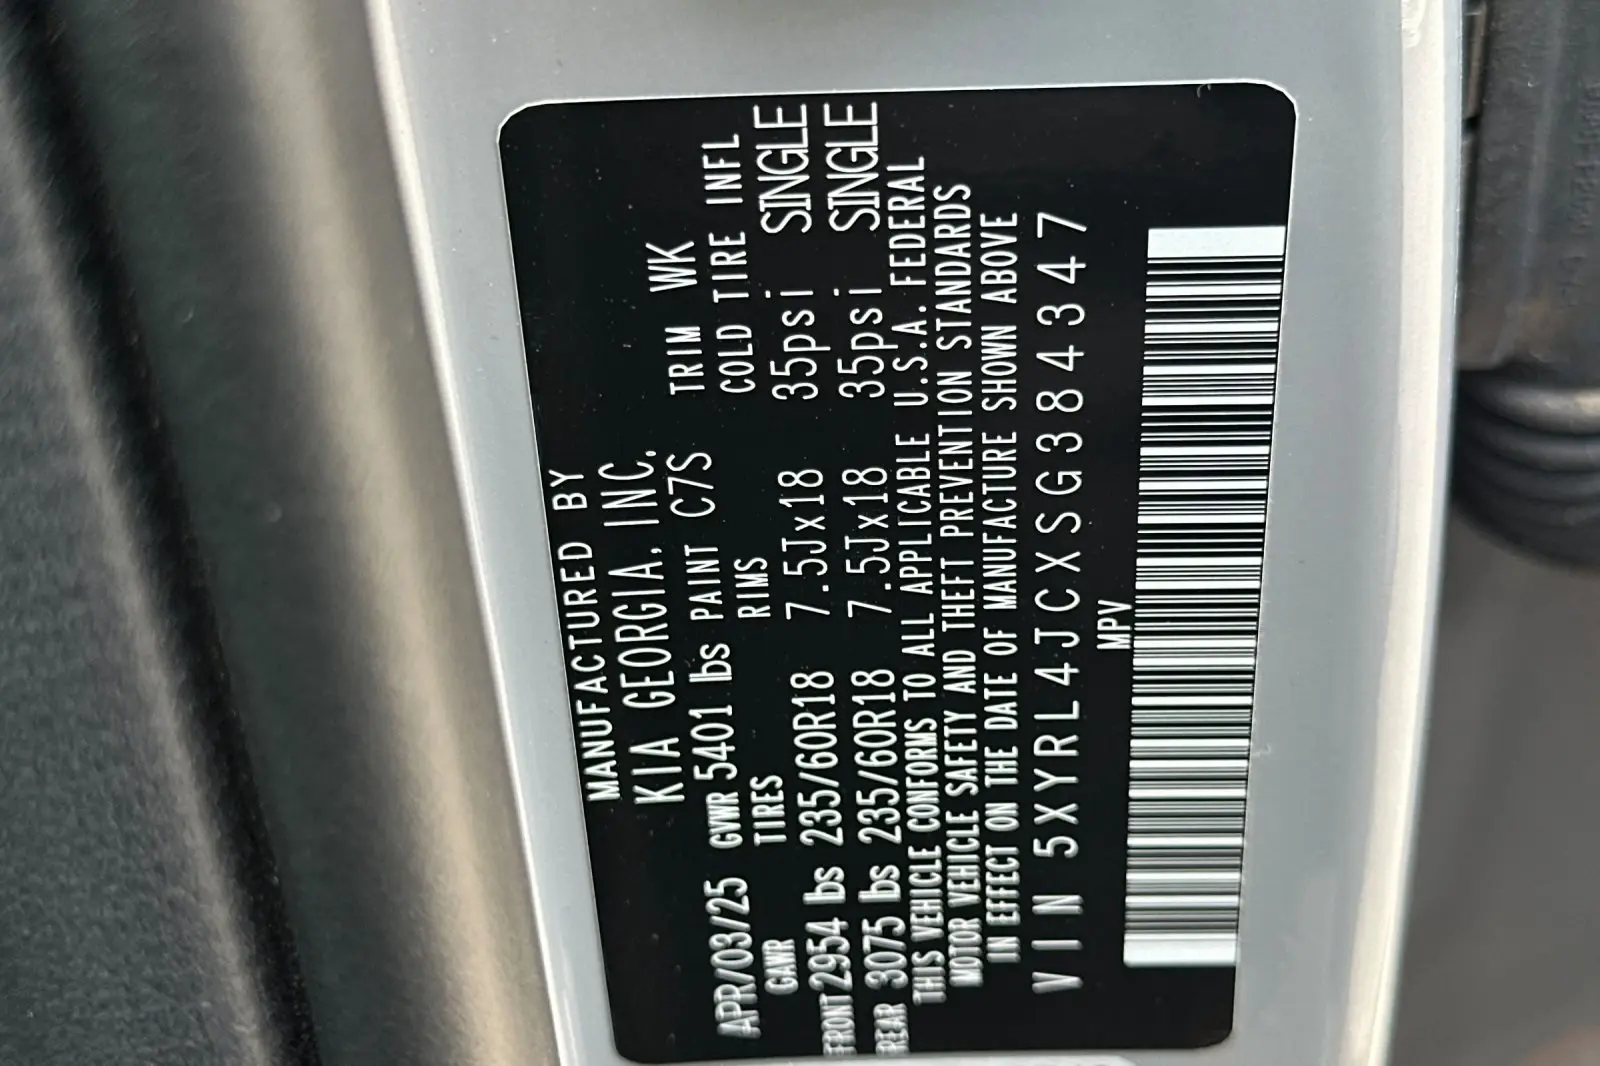 MANUFACTURED BY
KIA GEORGIA, INC.
APR/03/25 GVWR 5401 lbs PAINT C7S TRIM WK
GAWR TIRES RIMS COLD TIRE INFL
FRONT 2954 lbs 235/60R18 7.5Jx18 35psi SINGLE
REAR 3075 lbs 235/60R18 7.5Jx18 35psi SINGLE
THIS VEHICLE CONFORMS TO ALL APPLICABLE U.S.A. FEDERAL
MOTOR VEHICLE SAFETY AND THEFT PREVENTION STANDARDS
IN EFFECT ON THE DATE OF MANUFACTURE SHOWN ABOVE
VIN 5XYRL4JCXSG384347
MPV